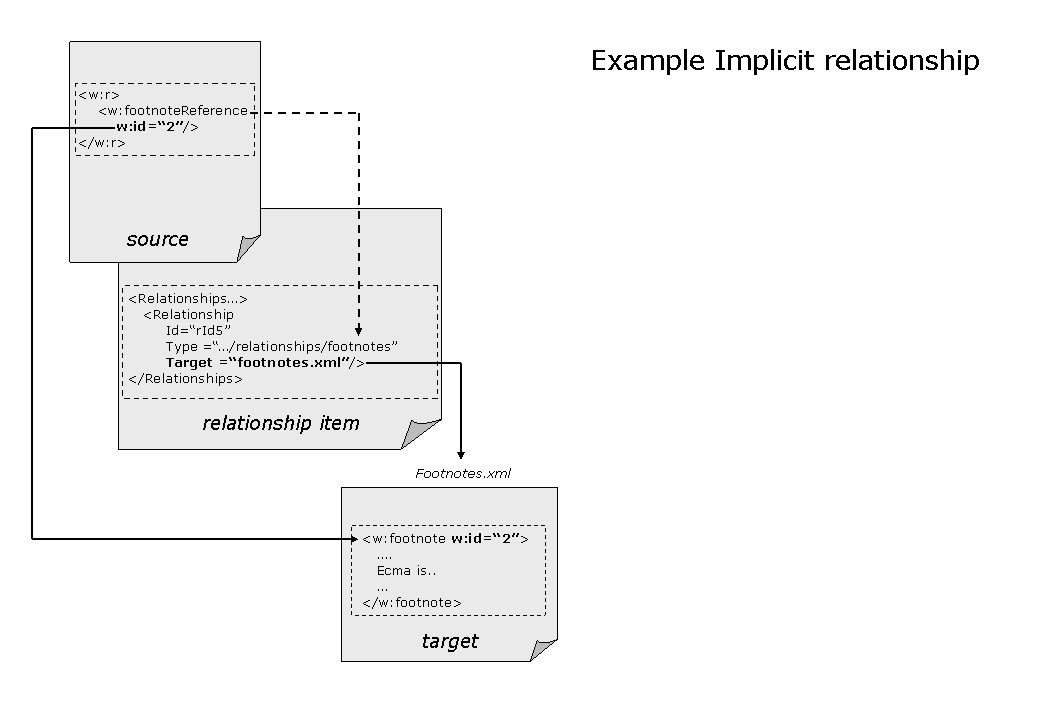 Example Implicit relationship
<w:r>
<w:footnoteReference
w:id=“2”/>
</w:r>
source
<Relationships…>
<Relationship
Id=“rId5”
Type =“…/relationships/footnotes”
Target =“footnotes.xml”/>
</Relationships>
relationship item
Footnotes.xml
<w:footnote w:id=“2”>
....
Ecma is..
...
</w:footnote>
target